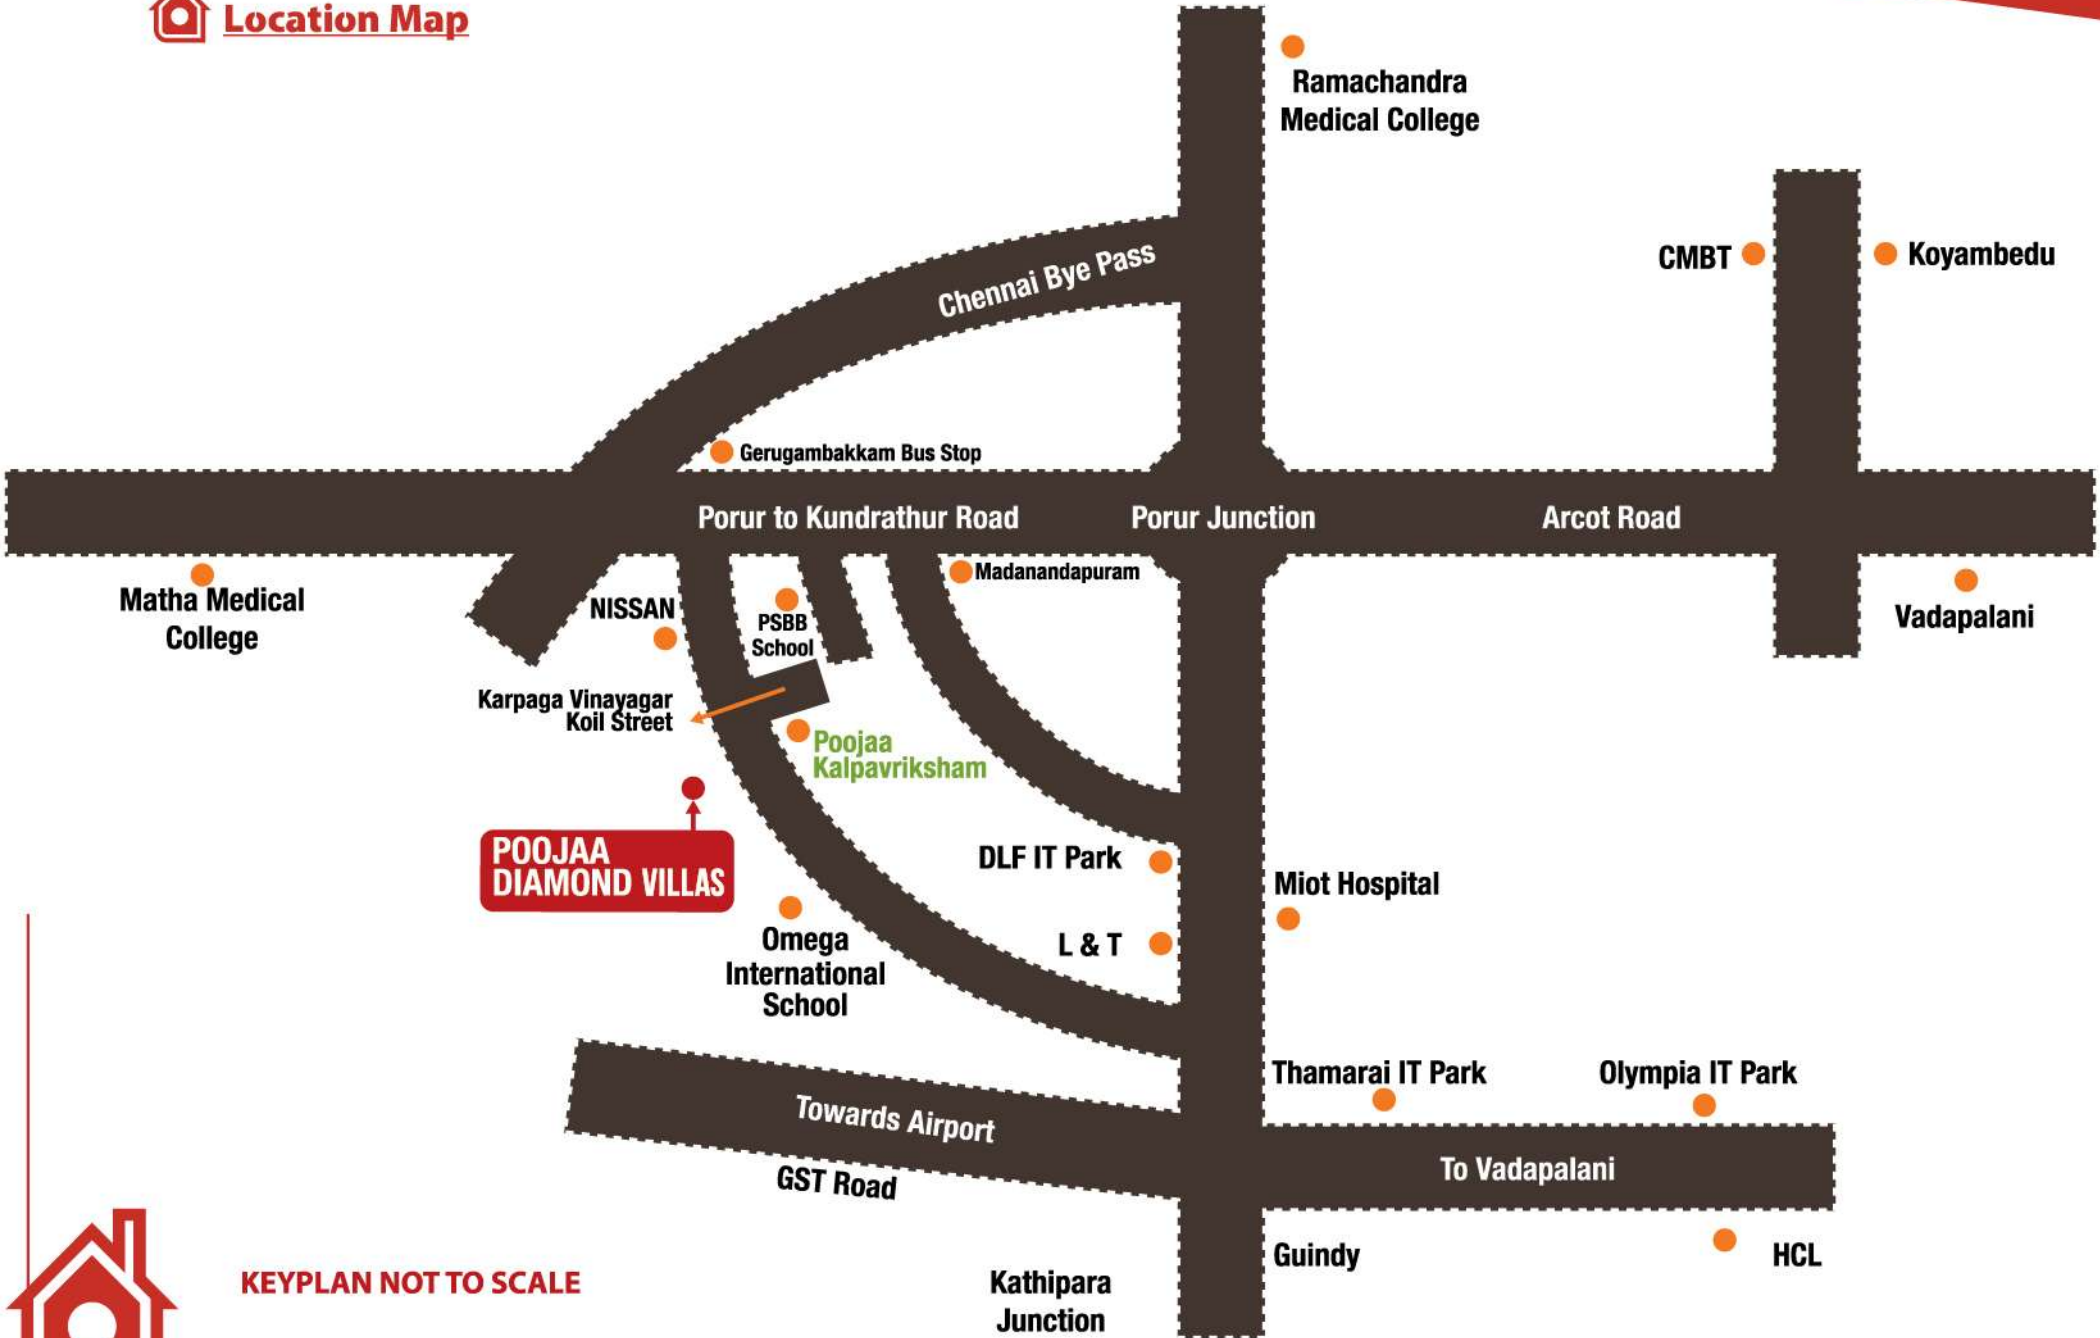 Location Map
Ramachandra
Medical College
CMBT
Koyambedu
Chennai Bye Pass
Gerugambakkam Bus Stop
Porur to Kundrathur Road
Porur Junction
Arcot Road
Matha Medical
College
NISSAN
PSBB
School
Madanandapuram
Vadapalani
Karpaga Vinayagar
Koil Street
Poojaa
Kalpavriksham
POOJAA
DIAMOND VILLAS
DLF IT Park
Miot Hospital
L & T
Omega
International
School
Thamarai IT Park
Olympia IT Park
Towards Airport
GST Road
To Vadapalani
Guindy
HCL
KEYPLAN NOT TO SCALE
Kathipara
Junction